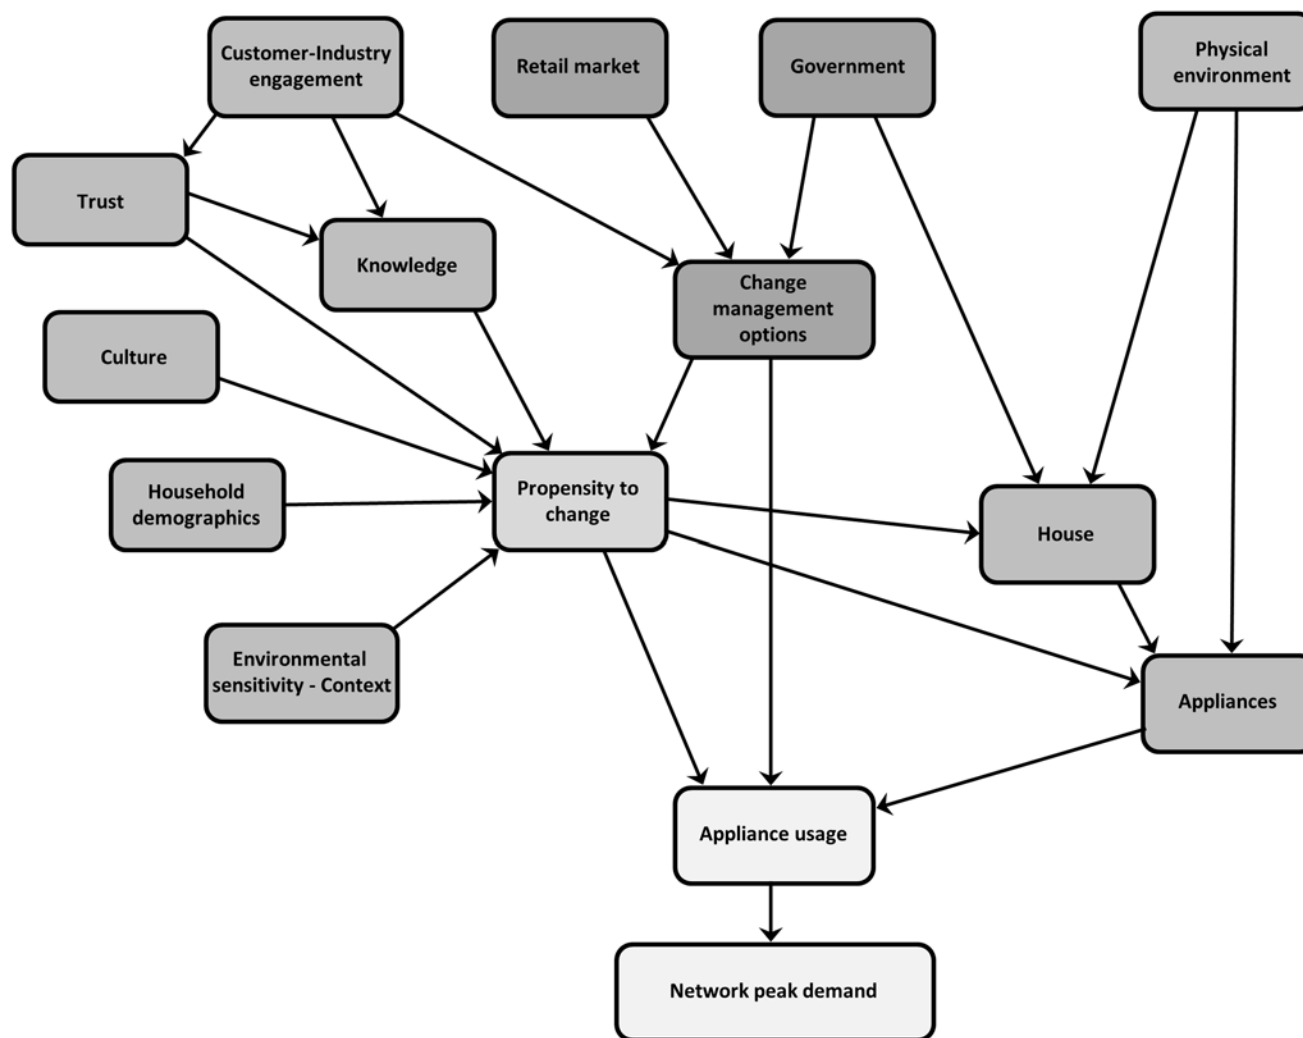 Customer-Industry
engagement
Retail market
Government
Physical
environment
Trust
Knowledge
Change
management
options
Culture
Household
demographics
Propensity to
change
House
Environmental
sensitivity - Context
Appliances
Appliance usage
Network peak demand